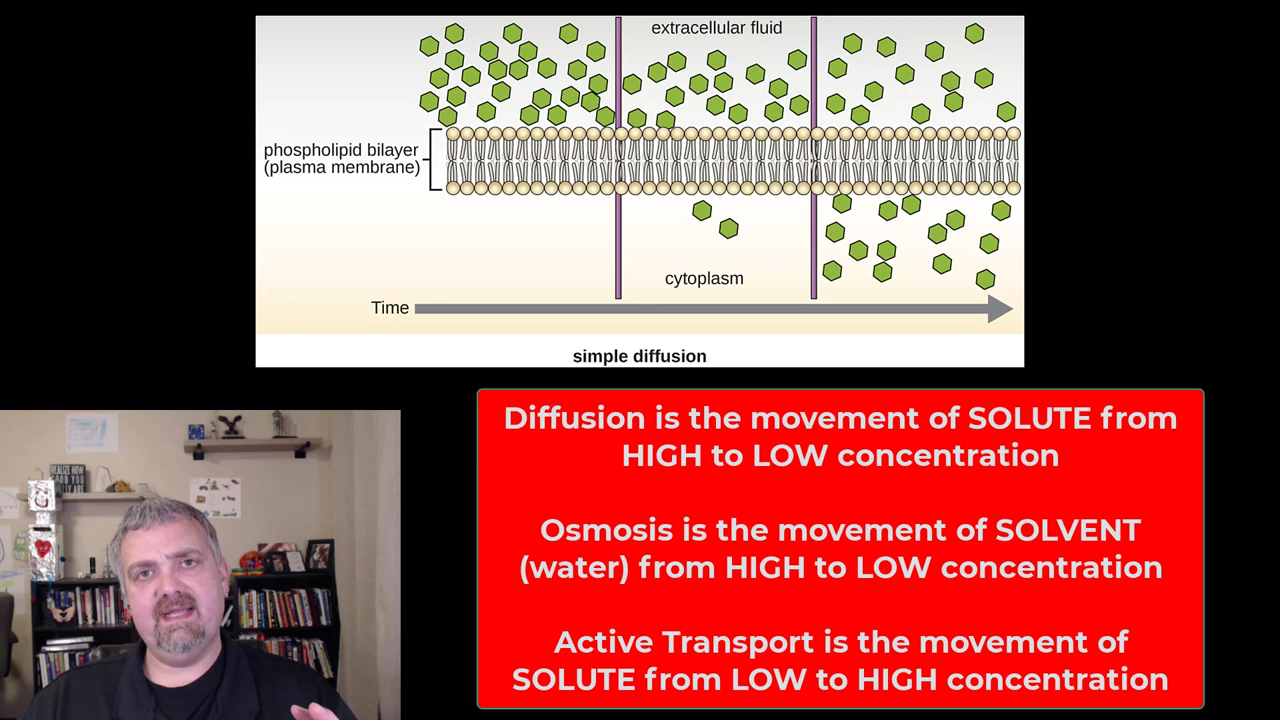 extracellular fluid
phospholipid bilayer
(plasma membrane)
cytoplasm
Time
simple diffusion
Diffusion is the movement of SOLUTE from
HIGH to LOW concentration
Osmosis is the movement of SOLVENT
(water) from HIGH to LOW concentration
Active Transport is the movement of
SOLUTE from LOW to HIGH concentration
REALIZE HOW